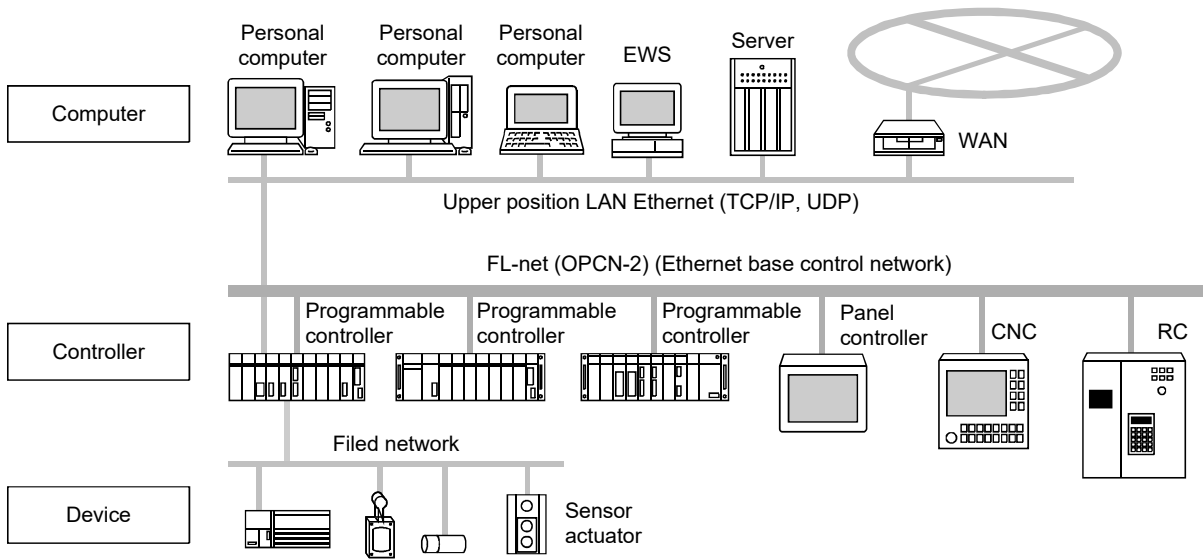 Personal
computer
Personal
computer
Personal
computer
EWS
Server
Computer
WAN
Upper position LAN Ethernet (TCP/IP, UDP)
FL-net (OPCN-2) (Ethernet base control network)
Controller
Programmable
controller
Programmable
controller
Programmable
controller
Panel
controller
CNC
RC
Filed network
Device
Sensor
actuator